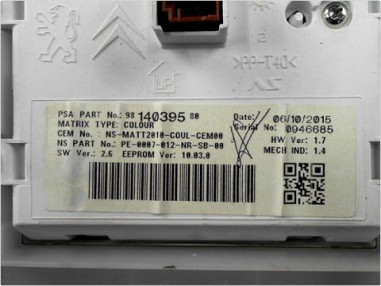 >PP-T40<
PSA PART No.: 98 140395 80 Date: 06/10/2015
MATRIX TYPE: COLOUR Serial No: 0946685
CEM No.: NS-MATT2010-COUL-CEM00 HW Ver.: 1.7
NS PART No.: PE-0007-012-NR-SB-00 MECH IND: 1.4
SW Ver.: 2.6 EEPROM Ver: 10.03.0